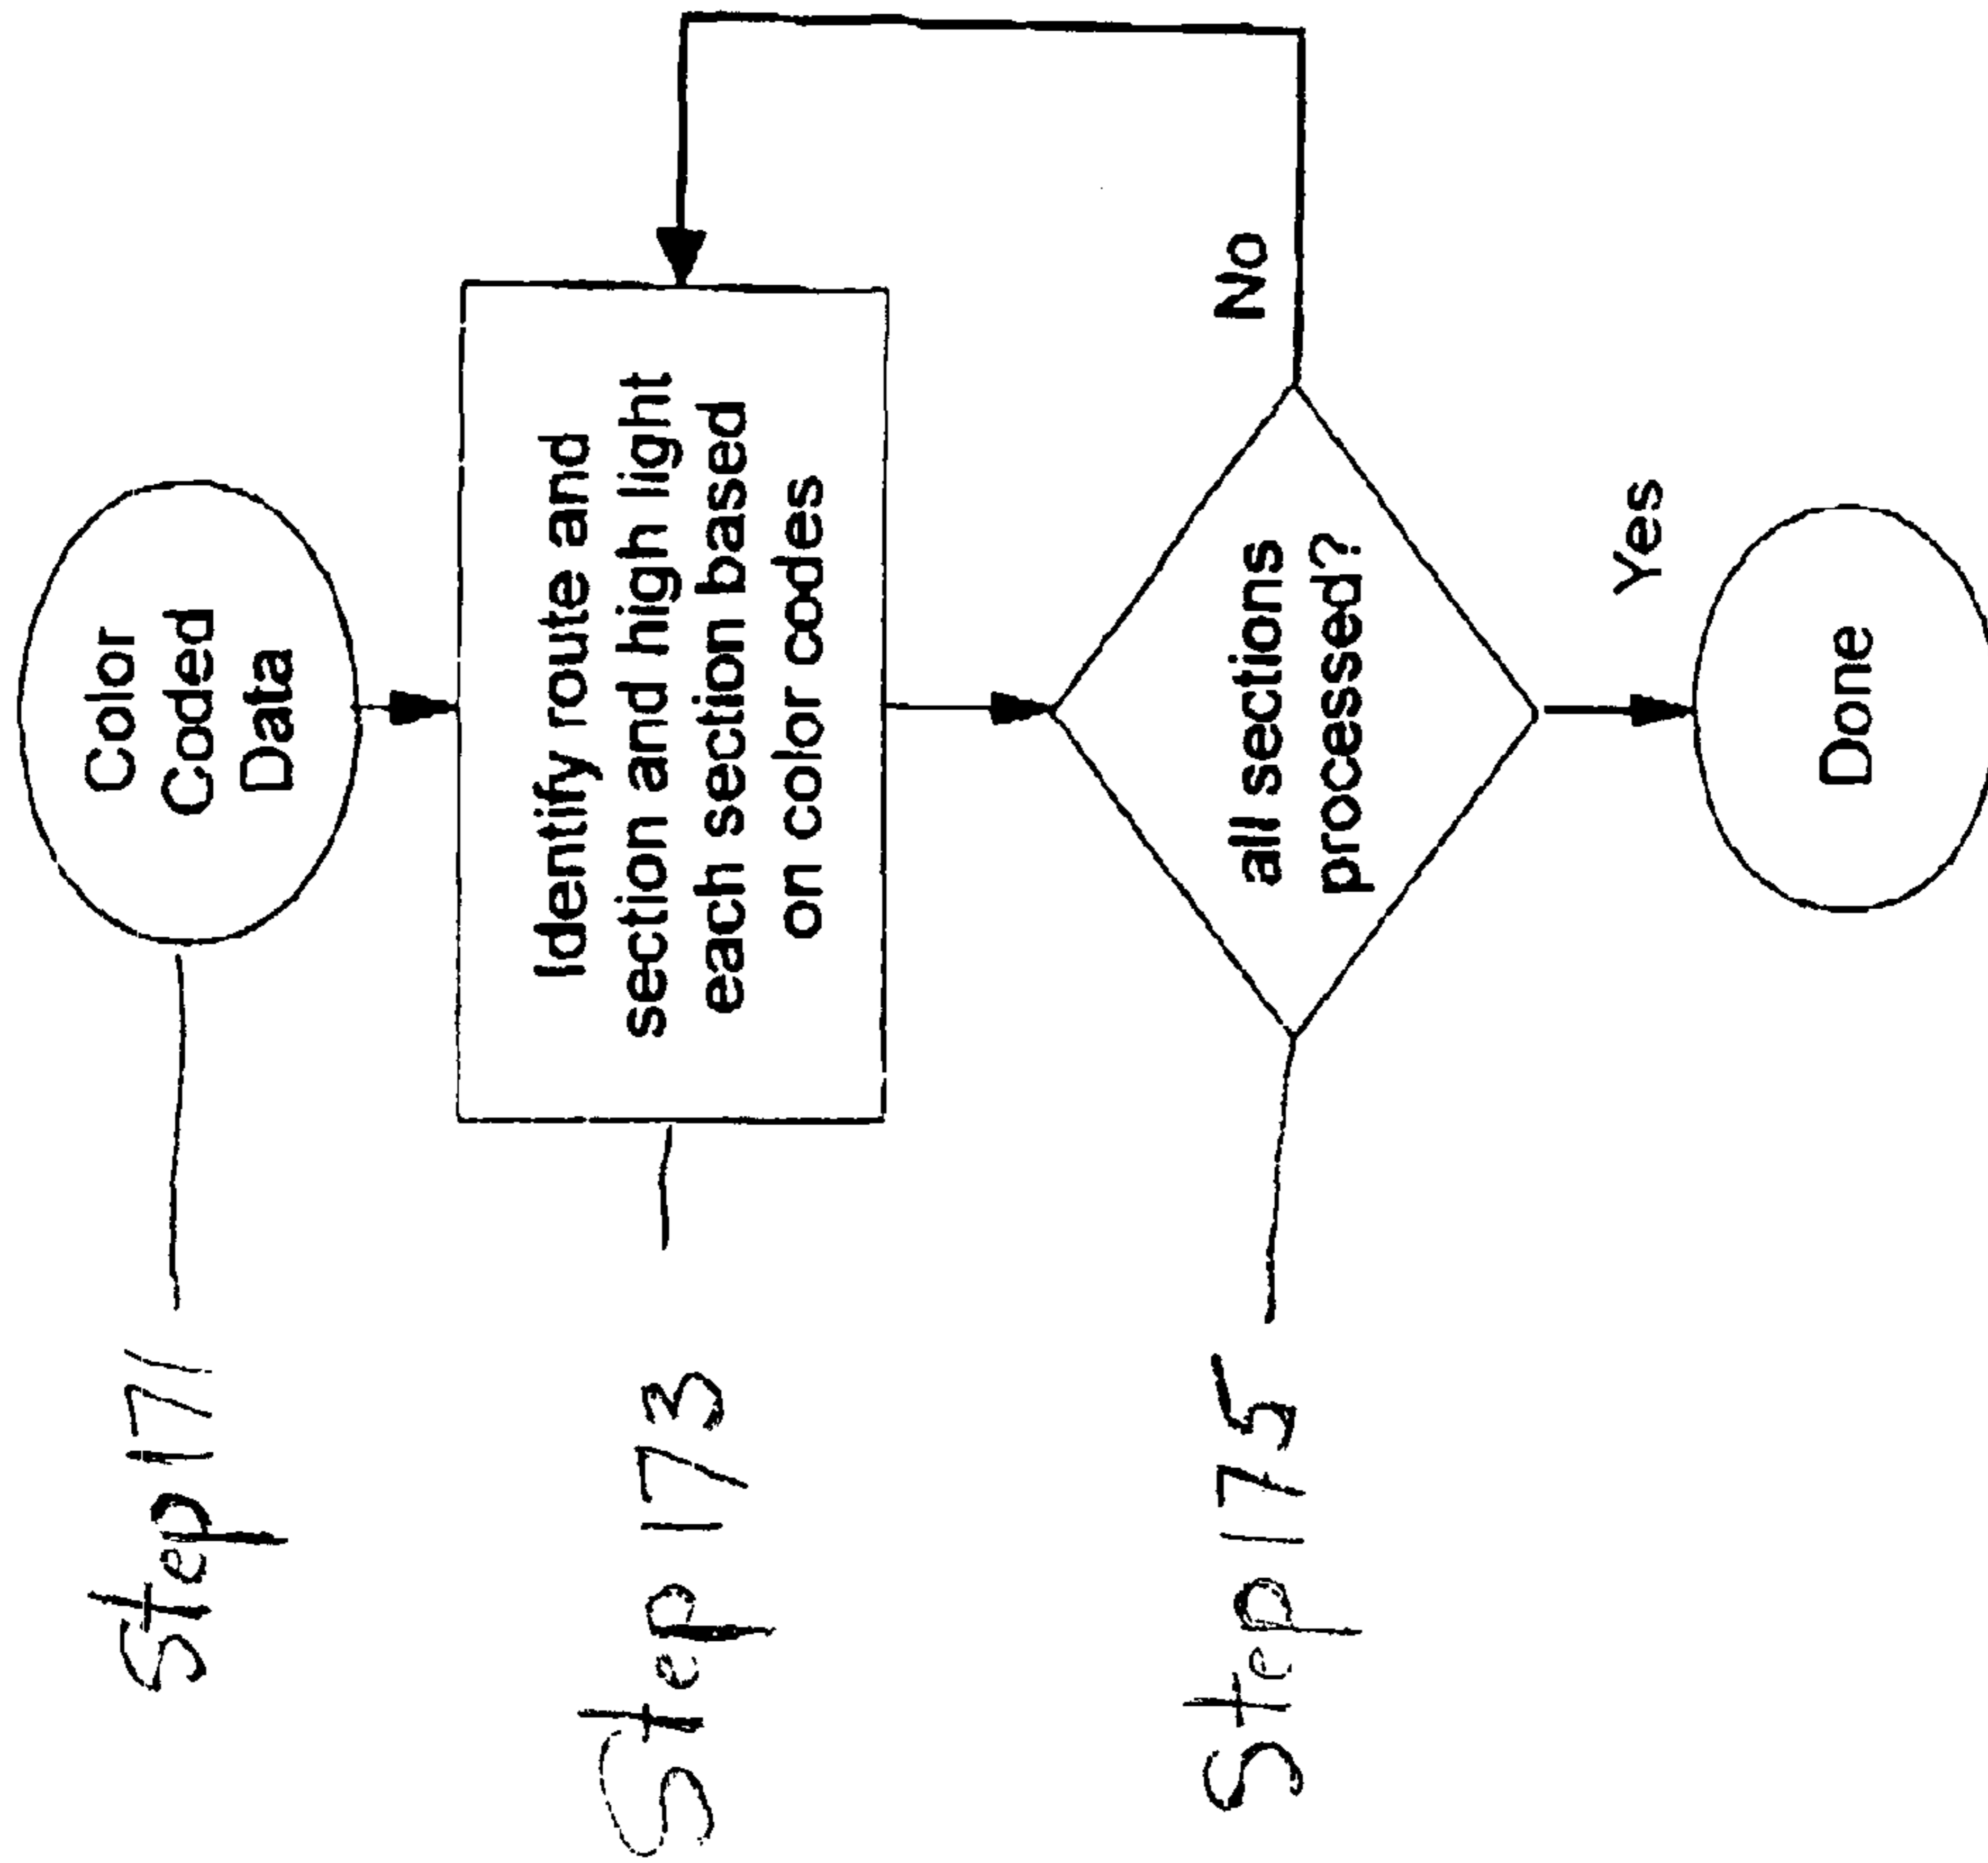 Step 171
Color
Coded
Data
Step 173
Identify route and
section and high light
each section based
on color codes
Step 175
all sections
processed?
No
Yes
Done